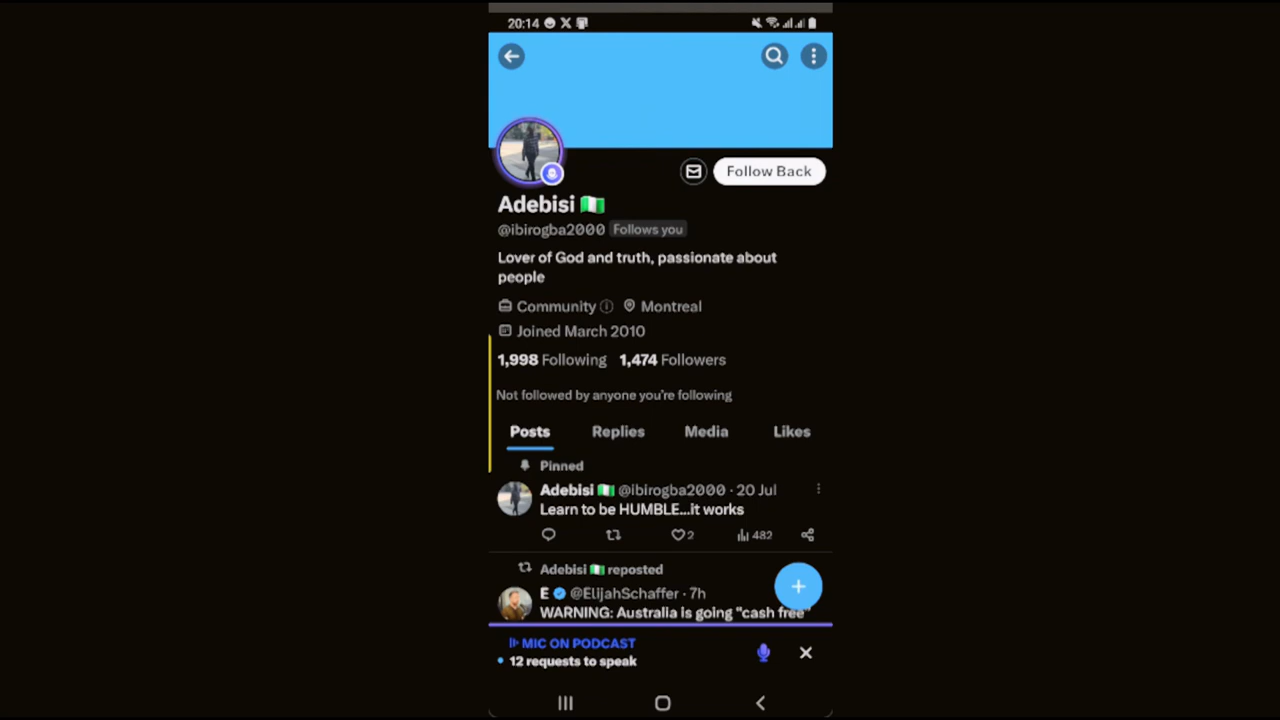 20:14
Follow Back
Adebisi 🇳🇬
@ibirogba2000 Follows you
Lover of God and truth, passionate about
people
Community Montreal
Joined March 2010
1,998 Following 1,474 Followers
Not followed by anyone you're following
Posts Replies Media Likes
Pinned
Adebisi 🇳🇬 @ibirogba2000 · 20 Jul
Learn to be HUMBLE...it works
2 482
Adebisi 🇳🇬 reposted
E @ElijahSchaffer · 7h
WARNING: Australia is going "cash free"
MIC ON PODCAST
12 requests to speak